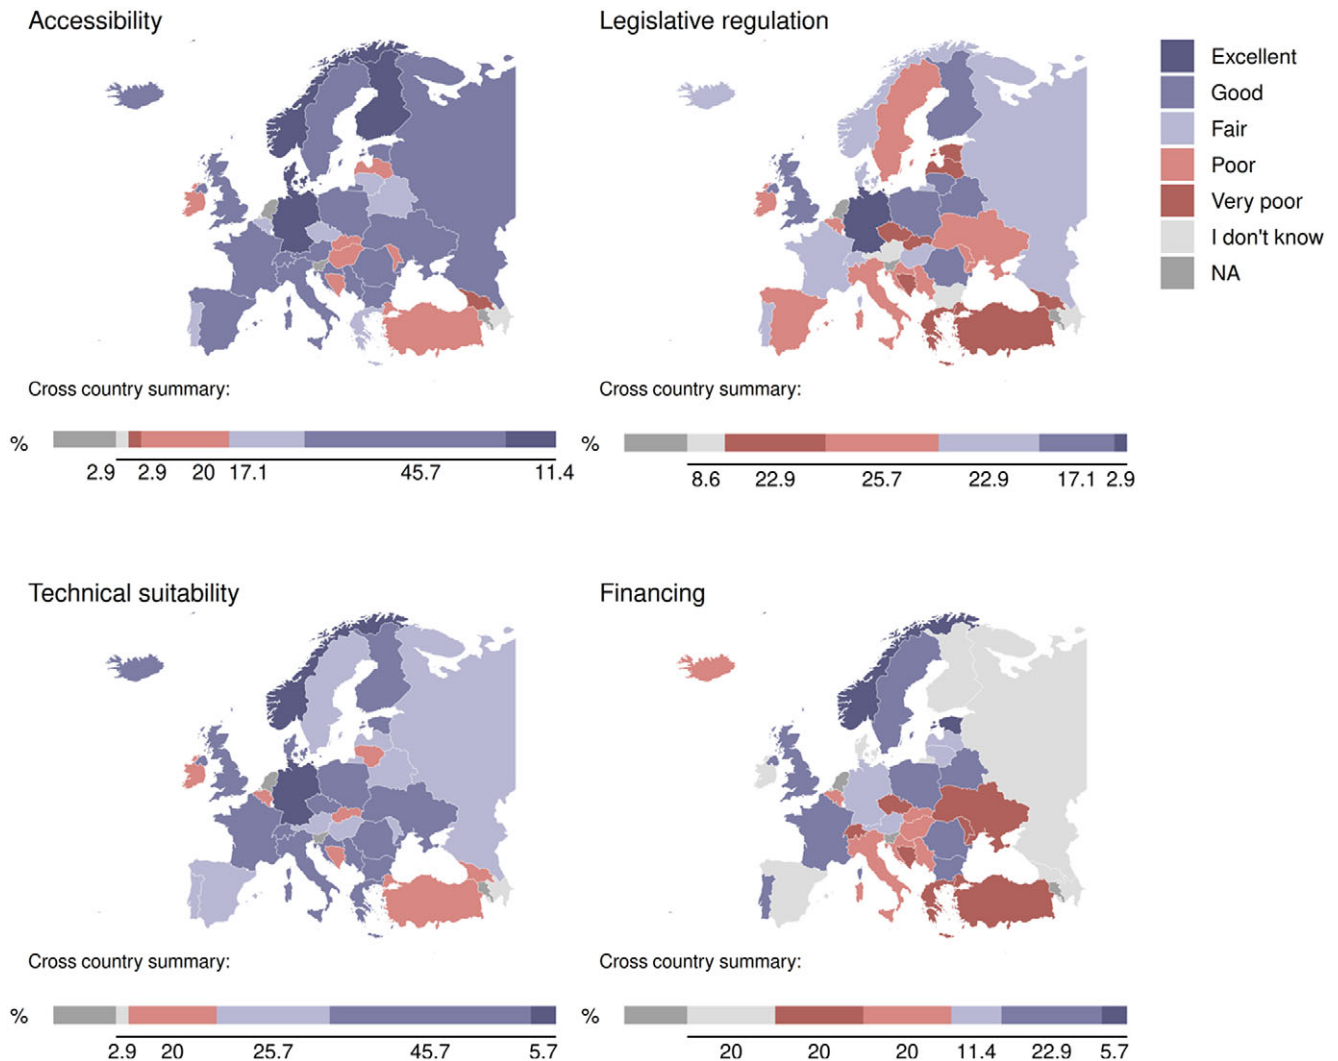 Accessibility
Legislative regulation
Excellent
Good
Fair
Poor
Very poor
I don't know
NA
Cross country summary:
Cross country summary:
%
%
2.9 2.9 20 17.1 45.7 11.4
8.6 22.9 25.7 22.9 17.1 2.9
Technical suitability
Financing
Cross country summary:
Cross country summary:
%
%
2.9 20 25.7 45.7 5.7
20 20 20 11.4 22.9 5.7